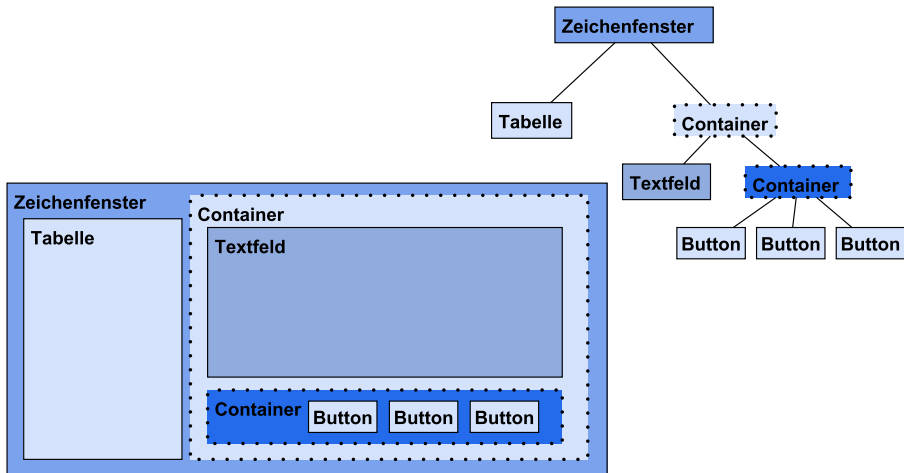 Zeichenfenster
Tabelle
Container
Textfeld
Container
Button Button Button
Zeichenfenster
Tabelle
Container
Textfeld
Container
Button Button Button